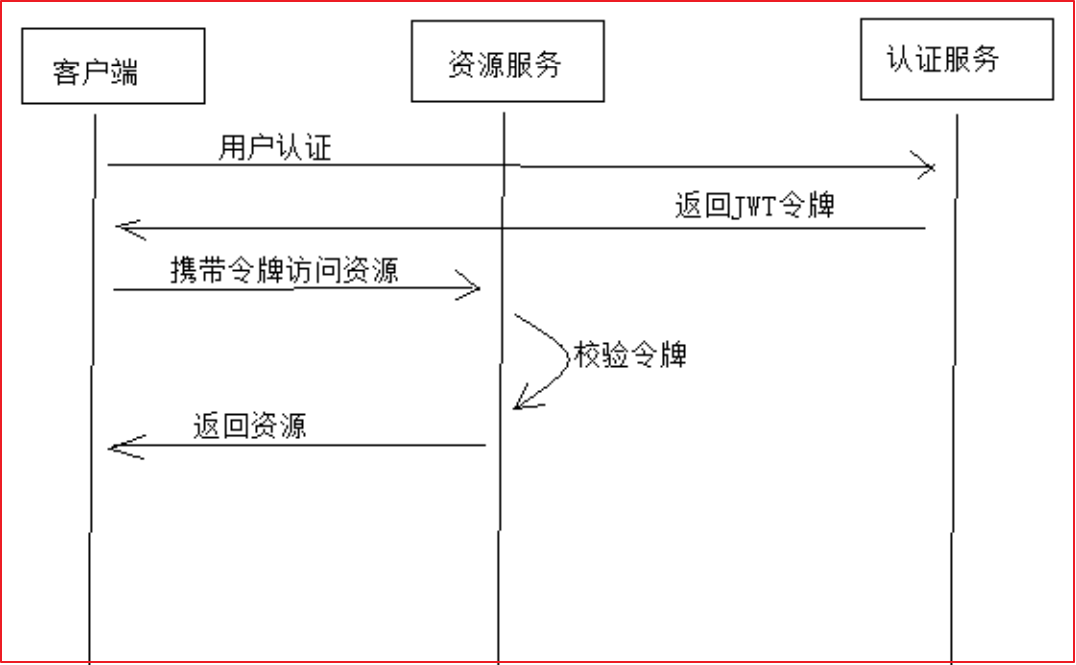 客户端
资源服务
认证服务
用户认证
返回JWT令牌
携带令牌访问资源
校验令牌
返回资源